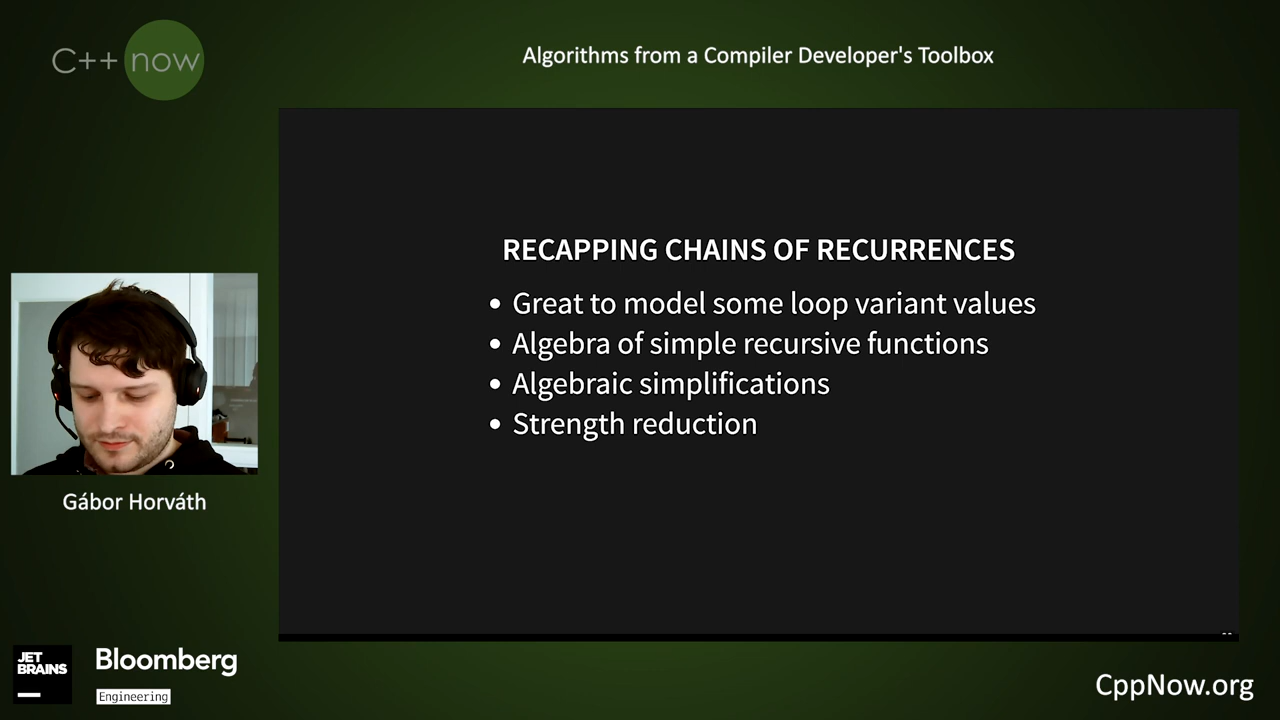 C++ now
Algorithms from a Compiler Developer's Toolbox
RECAPPING CHAINS OF RECURRENCES
• Great to model some loop variant values
• Algebra of simple recursive functions
• Algebraic simplifications
• Strength reduction
Gábor Horváth
JET
BRAINS
Bloomberg
Engineering
CppNow.org